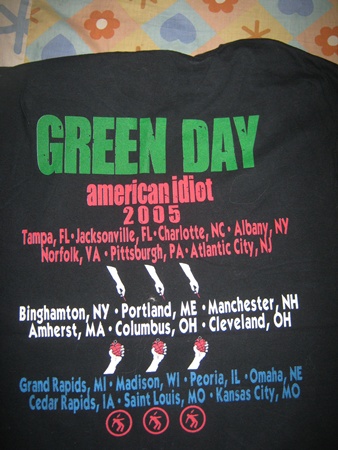 GREEN DAY
american idiot
2005
Tampa, FL • Jacksonville, FL • Charlotte, NC • Albany, NY
Norfolk, VA • Pittsburgh, PA • Atlantic City, NJ
Binghamton, NY • Portland, ME • Manchester, NH
Amherst, MA • Columbus, OH • Cleveland, OH
Grand Rapids, MI • Madison, WI • Peoria, IL • Omaha, NE
Cedar Rapids, IA • Saint Louis, MO • Kansas City, MO